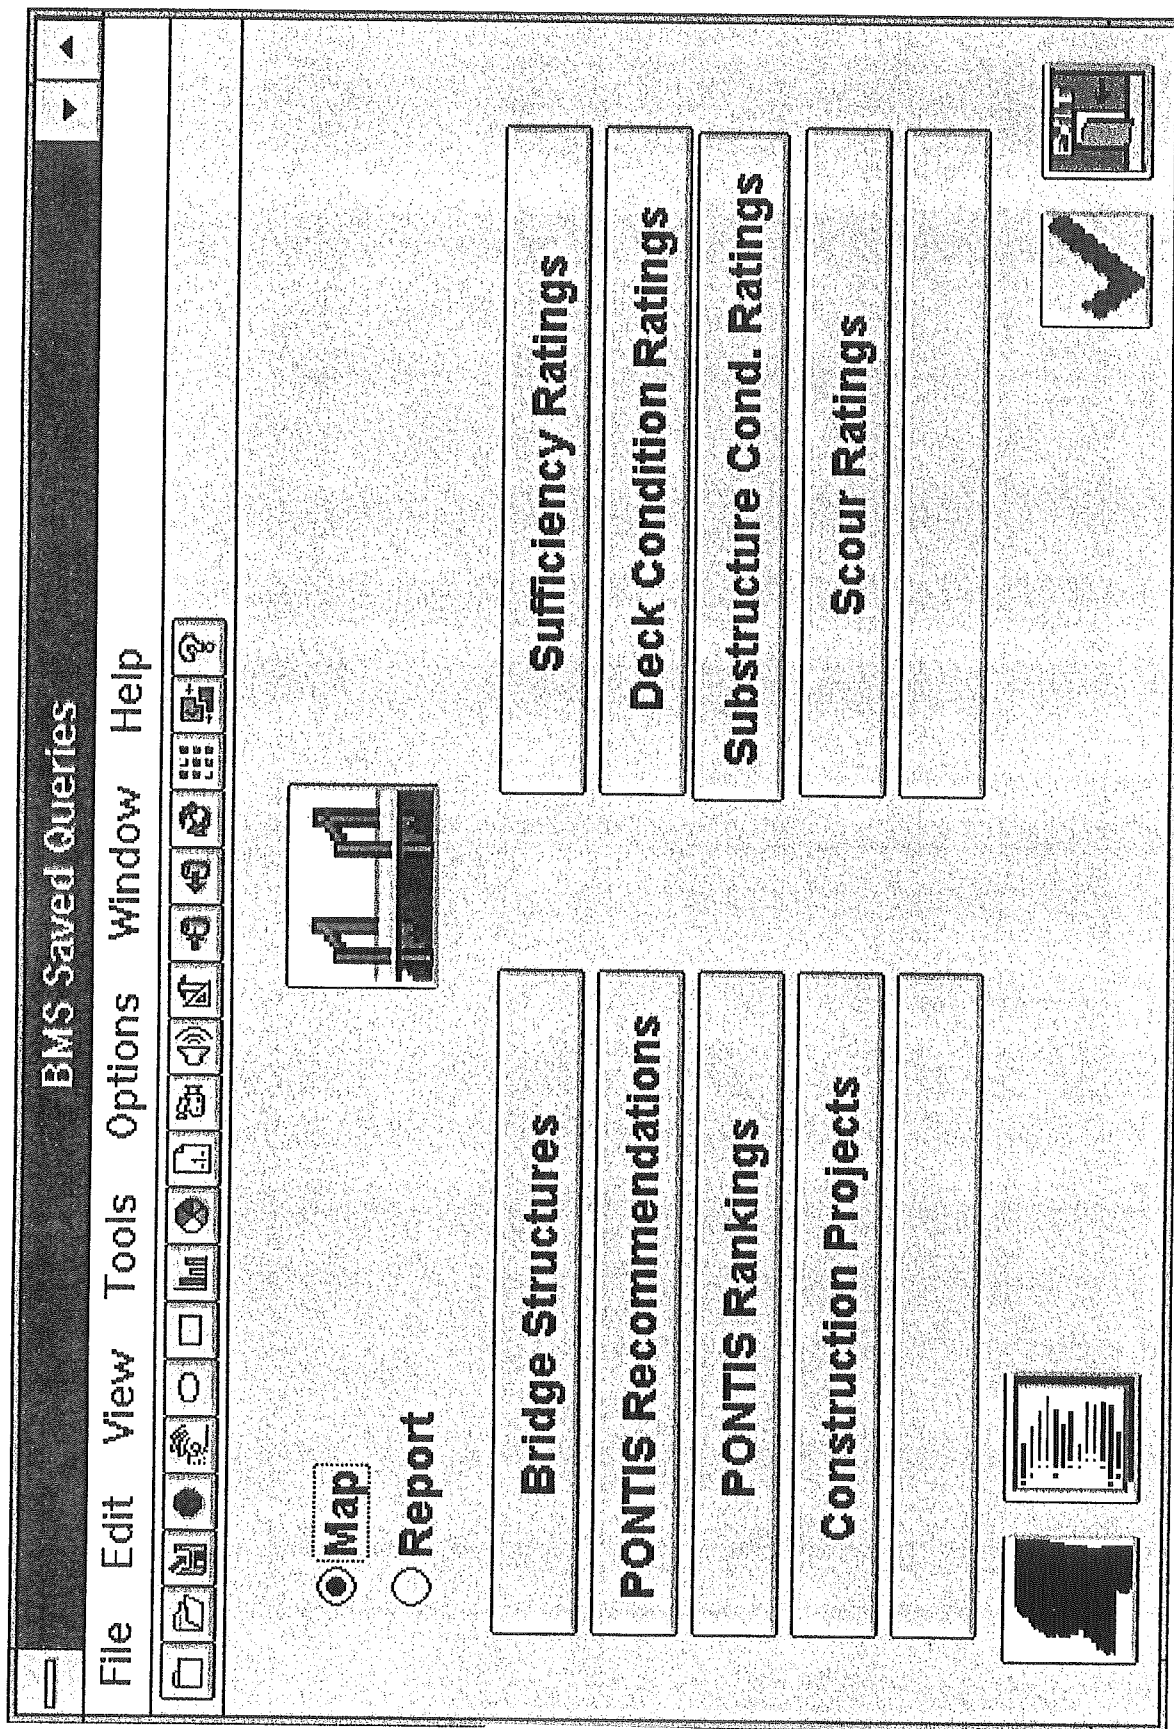 BMS Saved Queries
File Edit View Tools Options Window Help
Map
Report
Bridge Structures
PONTIS Recommendations
PONTIS Rankings
Construction Projects
Sufficiency Ratings
Deck Condition Ratings
Substructure Cond. Ratings
Scour Ratings
EXIT